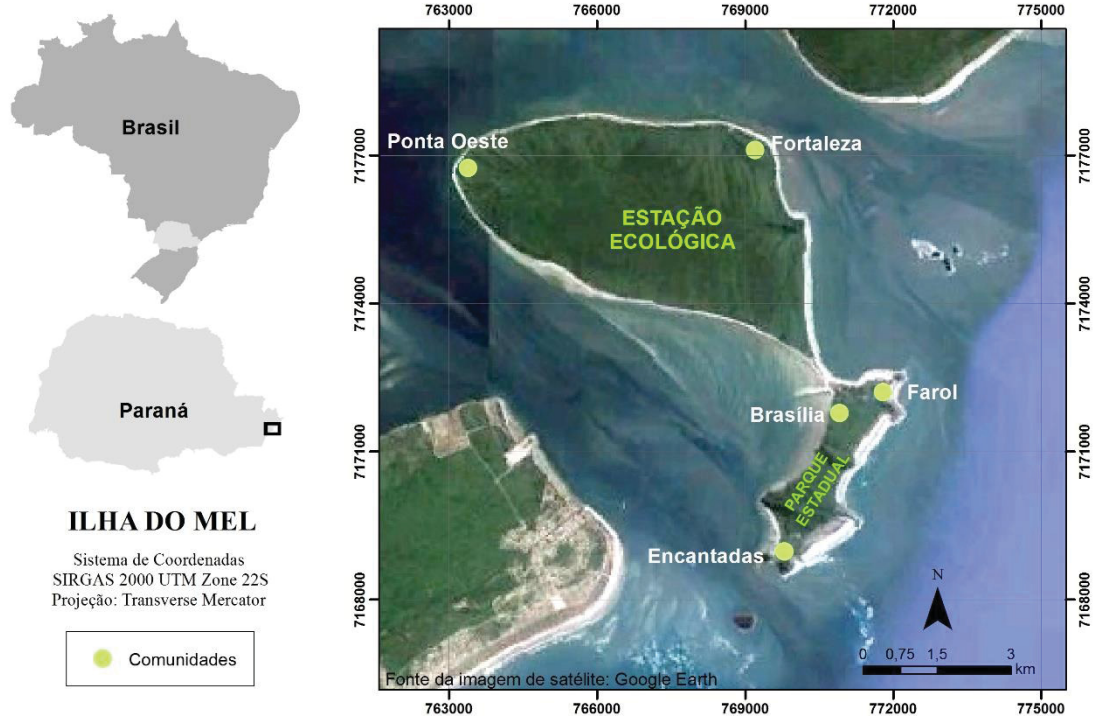 Brasil
Paraná
ILHA DO MEL
Sistema de Coordenadas
SIRGAS 2000 UTM Zone 22S
Projeção: Transverse Mercator
Comunidades
763000 766000 769000 772000 775000
7177000
7174000
7171000
7168000
Ponta Oeste
Fortaleza
ESTAÇÃO
ECOLÓGICA
Farol
Brasília
PARQUE
ESTADUAL
Encantadas
N
0 0,75 1,5 3
km
Fonte da imagem de satélite: Google Earth
7177000
7174000
7171000
7168000
763000 766000 769000 772000 775000